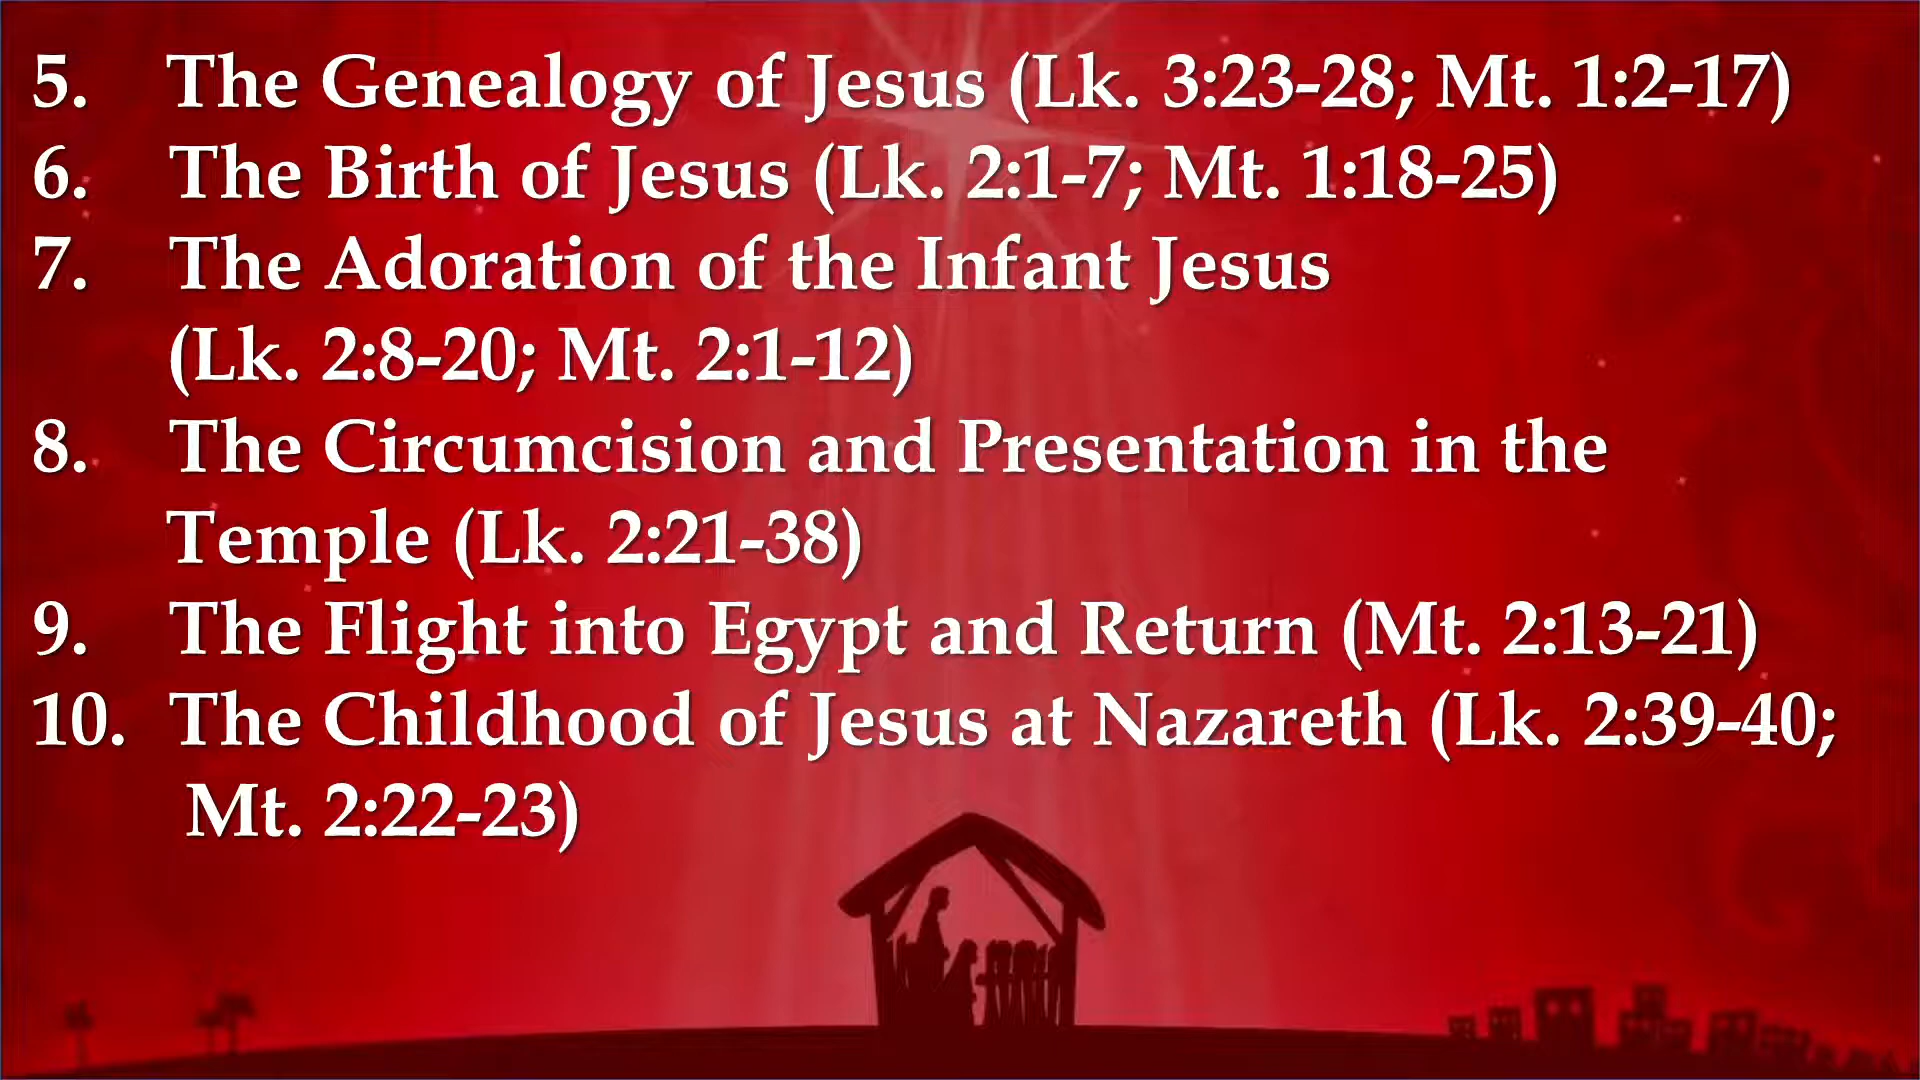 5. The Genealogy of Jesus (Lk. 3:23-28; Mt. 1:2-17)
6. The Birth of Jesus (Lk. 2:1-7; Mt. 1:18-25)
7. The Adoration of the Infant Jesus
(Lk. 2:8-20; Mt. 2:1-12)
8. The Circumcision and Presentation in the
Temple (Lk. 2:21-38)
9. The Flight into Egypt and Return (Mt. 2:13-21)
10. The Childhood of Jesus at Nazareth (Lk. 2:39-40;
Mt. 2:22-23)